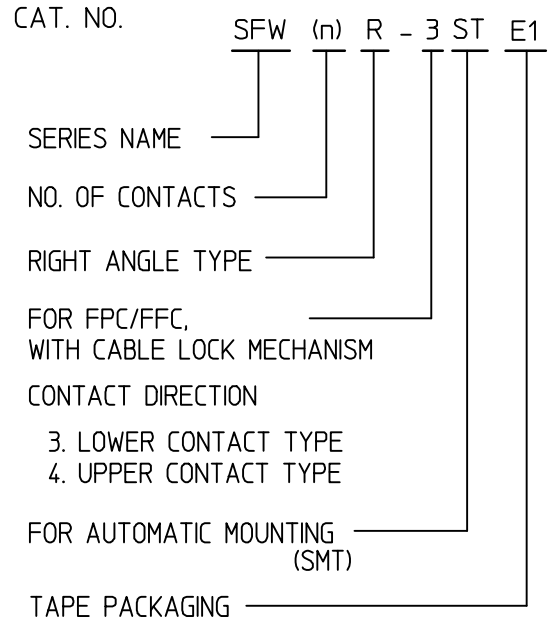 CAT. NO.
SFW (n) R - 3 ST E1
SERIES NAME
NO. OF CONTACTS
RIGHT ANGLE TYPE
FOR FPC/FFC,
WITH CABLE LOCK MECHANISM
CONTACT DIRECTION
3. LOWER CONTACT TYPE
4. UPPER CONTACT TYPE
FOR AUTOMATIC MOUNTING
(SMT)
TAPE PACKAGING